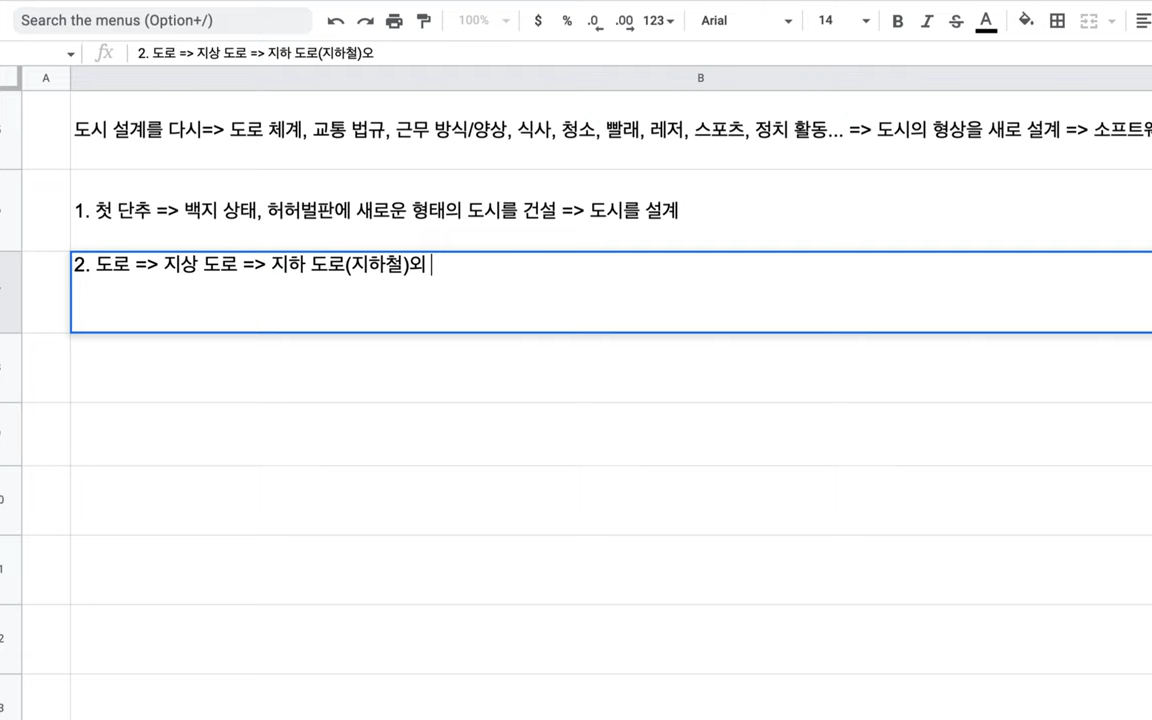 Search the menus (Option+/) 100% $ % .0 .00 123 Arial 14 B I S A
fx 2. 도로 => 지상 도로 => 지하 도로(지하철)오
A B
도시 설계를 다시=> 도로 체계, 교통 법규, 근무 방식/양상, 식사, 청소, 빨래, 레저, 스포츠, 정치 활동... => 도시의 형상을 새로 설계 => 소프트웨
1. 첫 단추 => 백지 상태, 허허벌판에 새로운 형태의 도시를 건설 => 도시를 설계
2. 도로 => 지상 도로 => 지하 도로(지하철)외
0
1
2
3